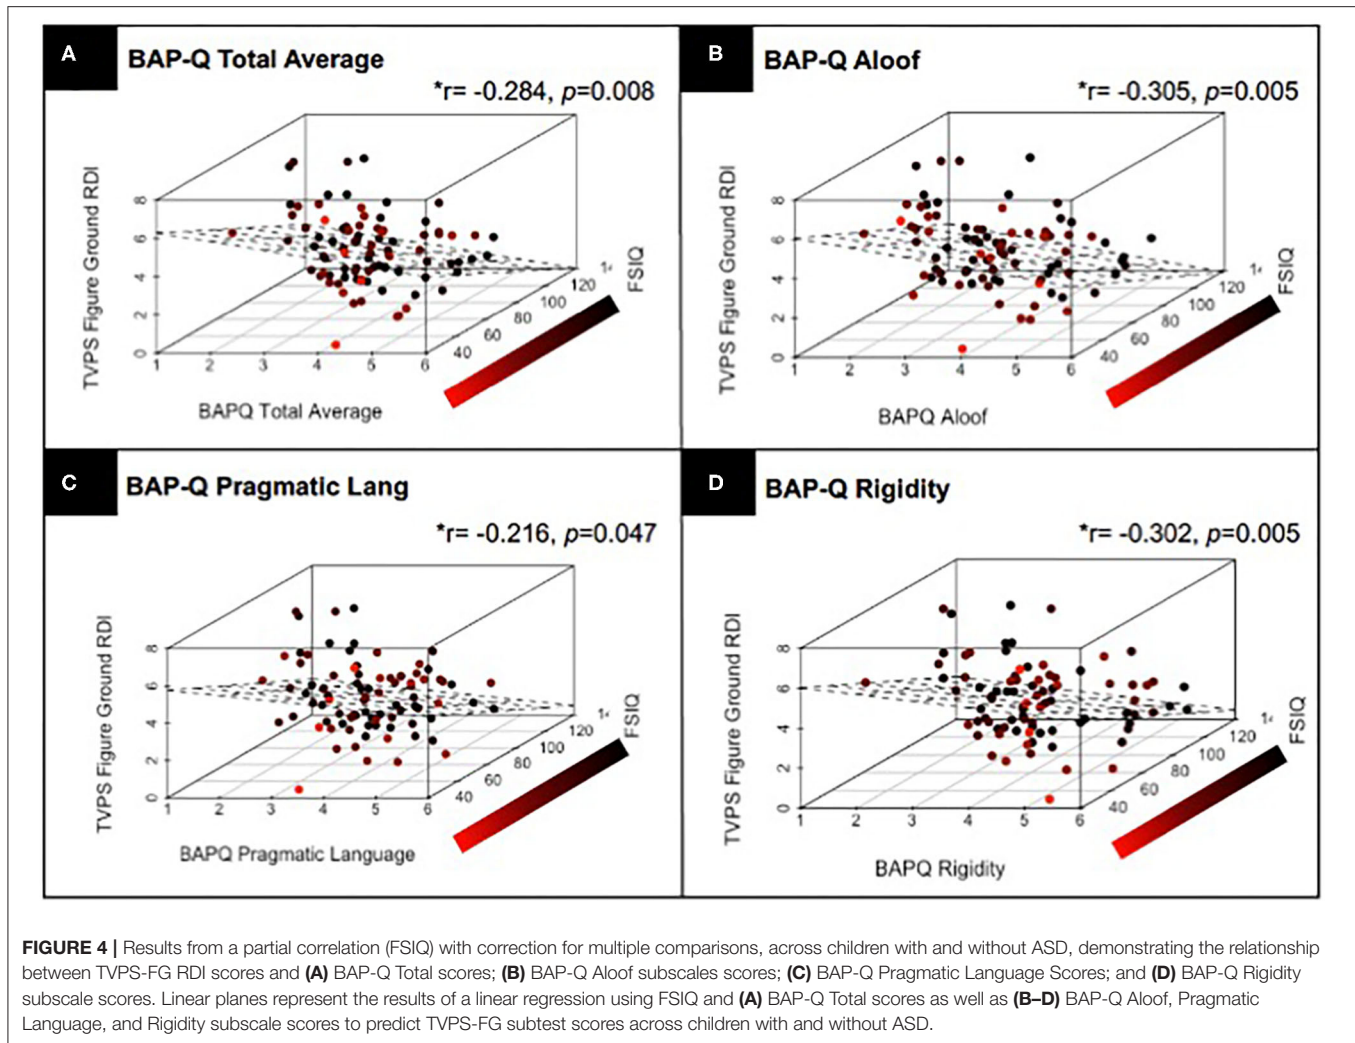 A
BAP-Q Total Average
*r= -0.284, p=0.008
TVPS Figure Ground RDI
8
6
4
2
0
1
2
3
4
5
6
40
60
80
100
120
14
FSIQ
BAPQ Total Average
B
BAP-Q Aloof
*r= -0.305, p=0.005
TVPS Figure Ground RDI
8
6
4
2
0
1
2
3
4
5
6
40
60
80
100
120
14
FSIQ
BAPQ Aloof
C
BAP-Q Pragmatic Lang
*r= -0.216, p=0.047
TVPS Figure Ground RDI
8
6
4
2
0
1
2
3
4
5
6
40
60
80
100
120
14
FSIQ
BAPQ Pragmatic Language
D
BAP-Q Rigidity
*r= -0.302, p=0.005
TVPS Figure Ground RDI
8
6
4
2
0
1
2
3
4
5
6
40
60
80
100
120
14
FSIQ
BAPQ Rigidity
FIGURE 4 | Results from a partial correlation (FSIQ) with correction for multiple comparisons, across children with and without ASD, demonstrating the relationship
between TVPS-FG RDI scores and (A) BAP-Q Total scores; (B) BAP-Q Aloof subscales scores; (C) BAP-Q Pragmatic Language Scores; and (D) BAP-Q Rigidity
subscale scores. Linear planes represent the results of a linear regression using FSIQ and (A) BAP-Q Total scores as well as (B–D) BAP-Q Aloof, Pragmatic
Language, and Rigidity subscale scores to predict TVPS-FG subtest scores across children with and without ASD.